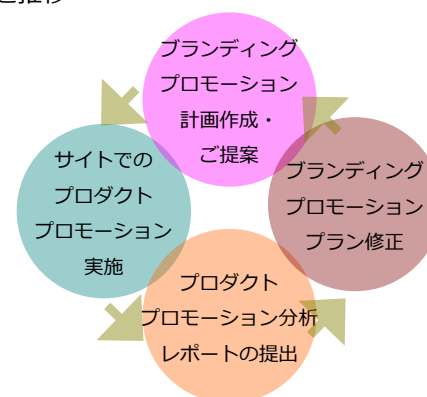 ブランディング
プロモーション
計画作成・
ご提案
サイトでの
プロダクト
プロモーション
実施
プロダクト
プロモーション分析
レポートの提出
ブランディング
プロモーション
プラン修正